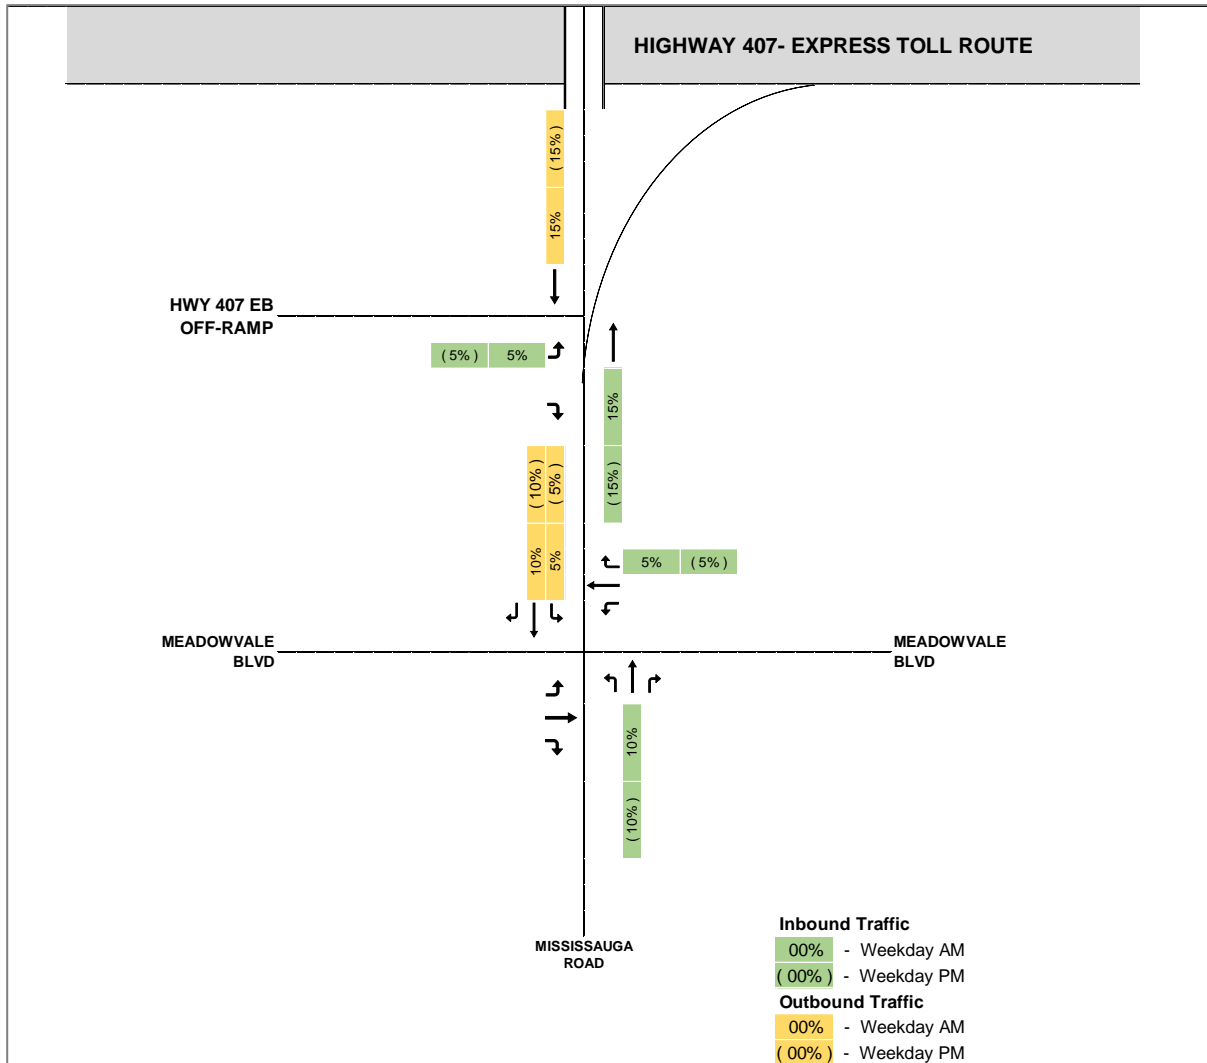 HIGHWAY 407- EXPRESS TOLL ROUTE
(15%)
15%
HWY 407 EB
OFF-RAMP
(5%) 5%
15%
(15%)
(10%) (5%)
10% 5%
5% (5%)
MEADOWVALE
BLVD
MEADOWVALE
BLVD
10%
(10%)
MISSISSAUGA
ROAD
Inbound Traffic
00% - Weekday AM
(00%) - Weekday PM
Outbound Traffic
00% - Weekday AM
(00%) - Weekday PM